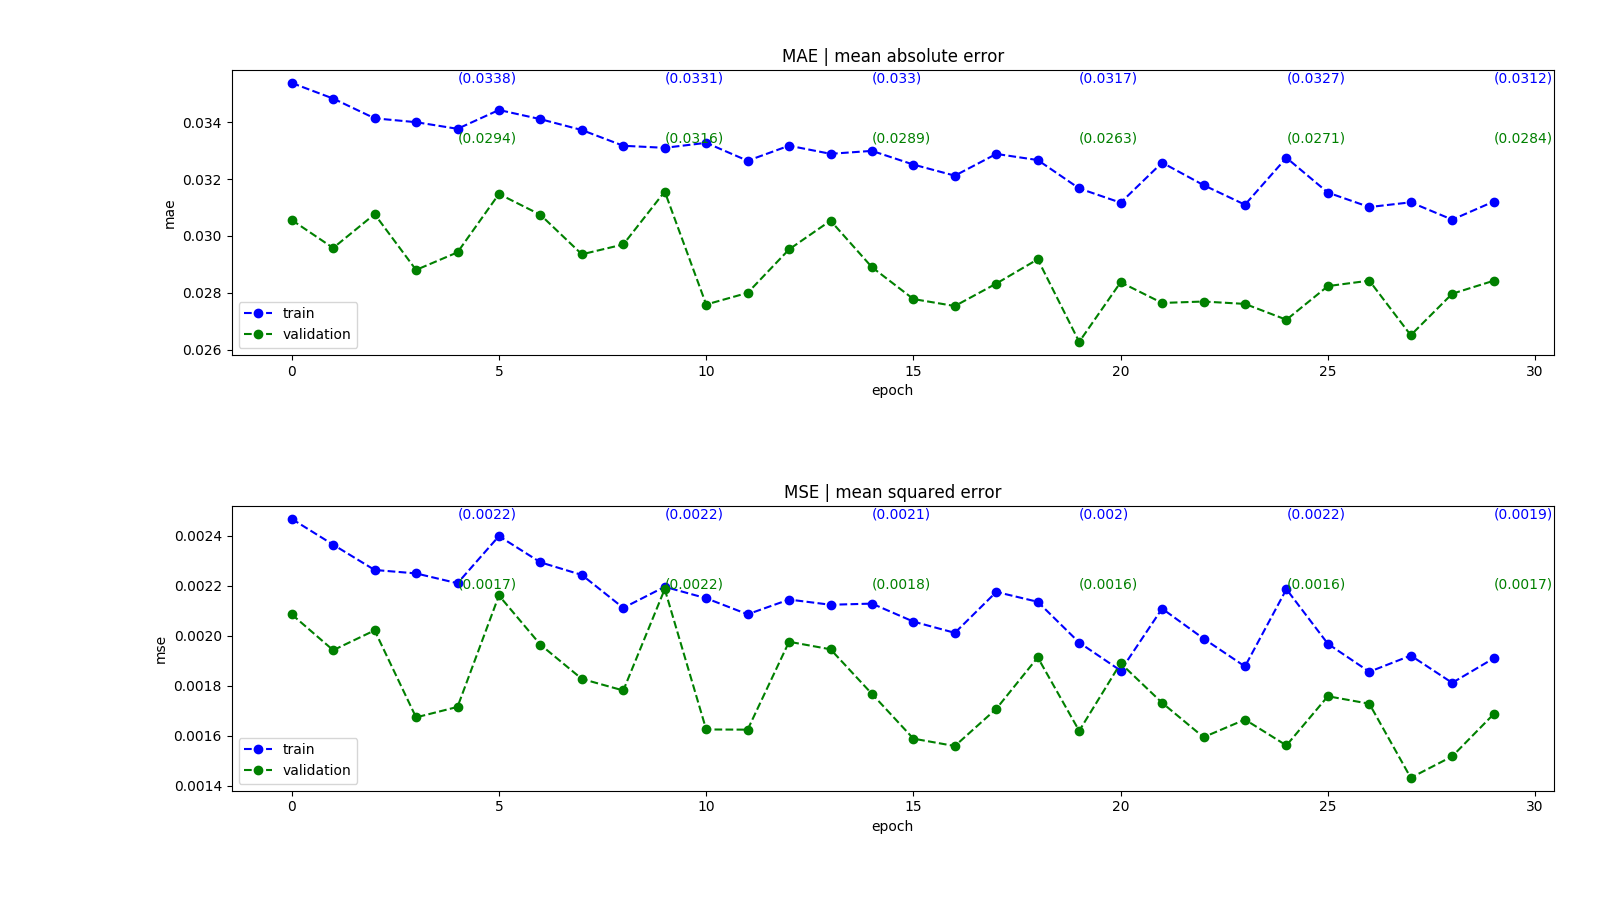 MAE | mean absolute error
(0.0338) (0.0331) (0.033) (0.0317) (0.0327) (0.0312)
0.034
(0.0294) (0.0316) (0.0289) (0.0263) (0.0271) (0.0284)
0.032
mae
0.030
0.028
train
validation
0.026
0 5 10 15 20 25 30
epoch
MSE | mean squared error
(0.0022) (0.0022) (0.0021) (0.002) (0.0022) (0.0019)
0.0024
0.0022
(0.0017) (0.0022) (0.0018) (0.0016) (0.0016) (0.0017)
0.0020
mse
0.0018
0.0016
train
validation
0.0014
0 5 10 15 20 25 30
epoch